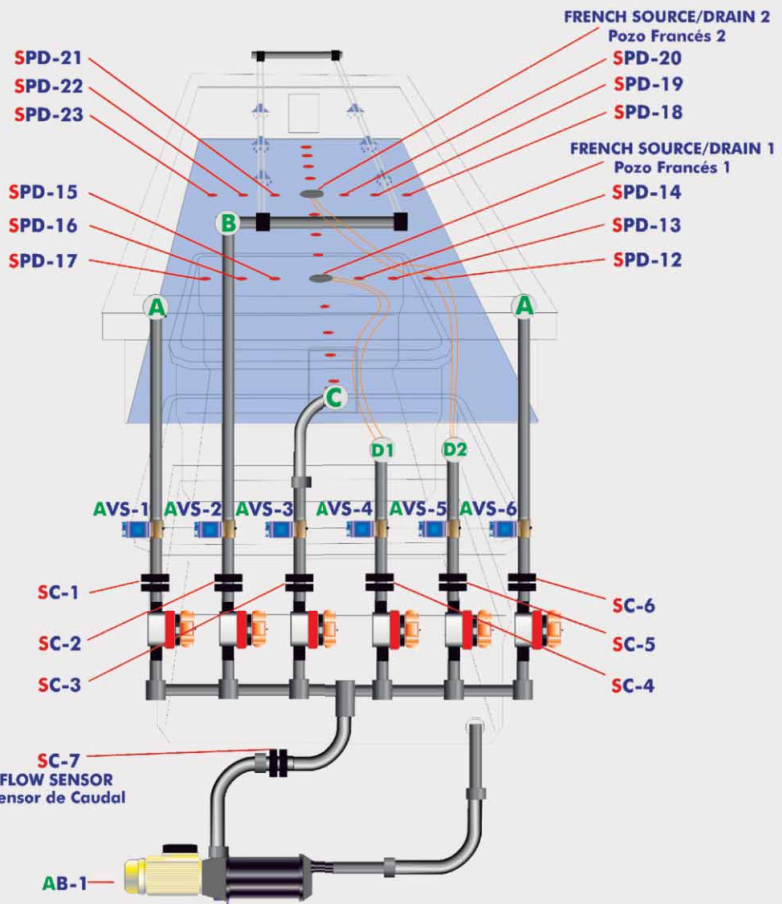 FRENCH SOURCE/DRAIN 2
Pozo Francés 2
SPD-21
SPD-20
SPD-22
SPD-19
SPD-23
SPD-18
FRENCH SOURCE/DRAIN 1
Pozo Francés 1
SPD-15
SPD-14
SPD-16
B
SPD-13
SPD-17
SPD-12
A
A
C
D1
D2
AVS-1
AVS-2
AVS-3
AVS-4
AVS-5
AVS-6
SC-1
SC-6
SC-2
SC-5
SC-3
SC-4
SC-7
FLOW SENSOR
ensor de Caudal
AB-1